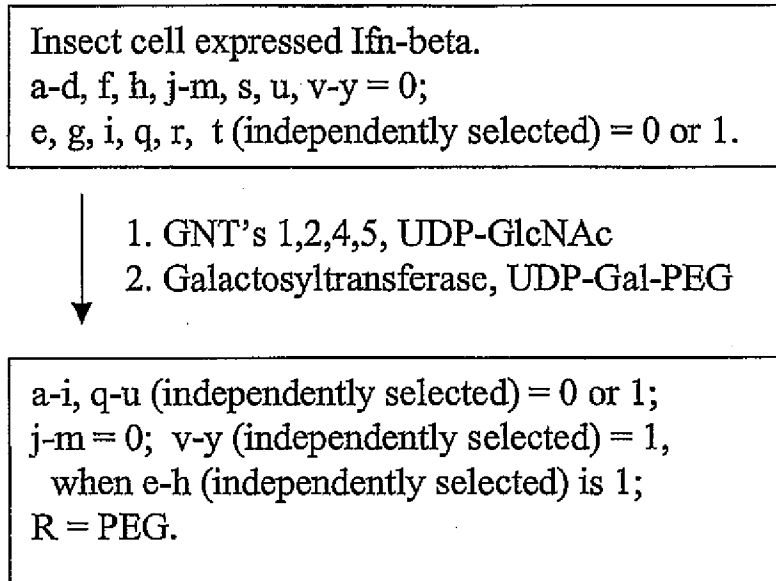 Insect cell expressed Ifn-beta.
a-d, f, h, j-m, s, u, v-y = 0;
e, g, i, q, r, t (independently selected) = 0 or 1.
1. GNT's 1,2,4,5, UDP-GlcNAc
2. Galactosyltransferase, UDP-Gal-PEG
a-i, q-u (independently selected) = 0 or 1;
j-m = 0; v-y (independently selected) = 1,
when e-h (independently selected) is 1;
R = PEG.